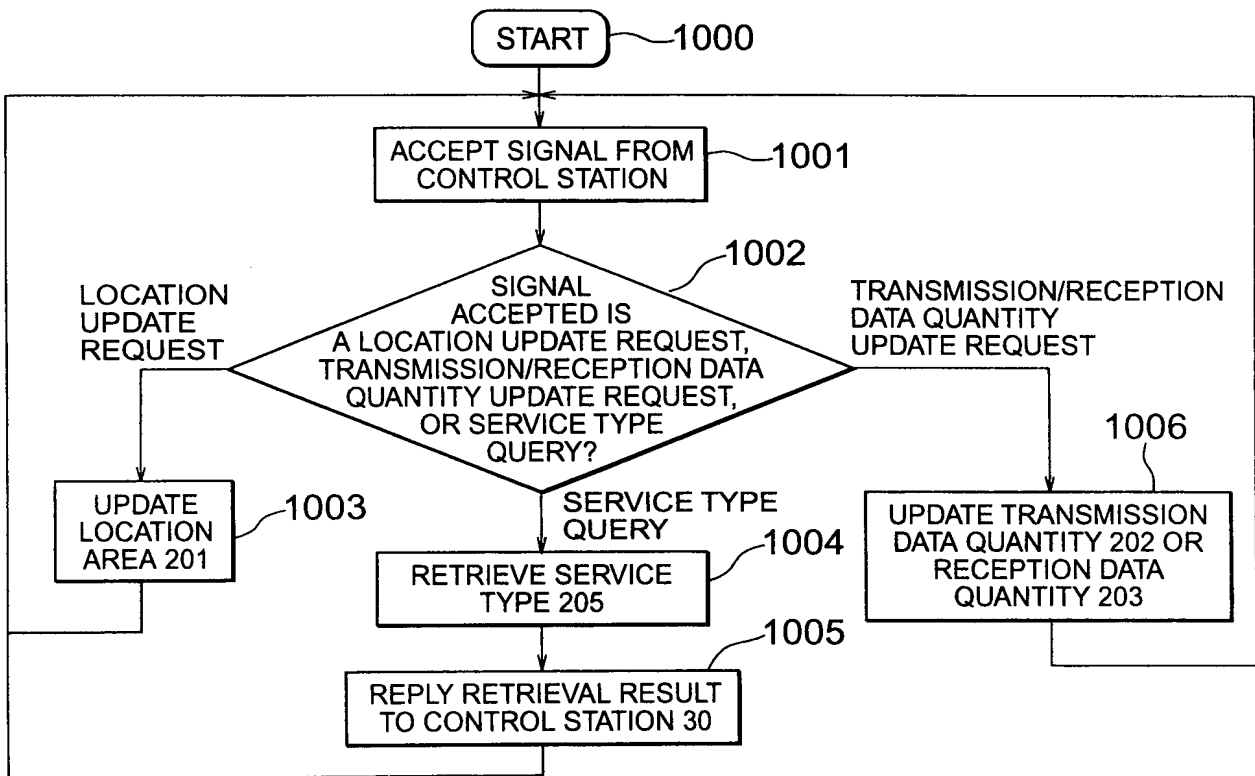 START
1000
ACCEPT SIGNAL FROM
CONTROL STATION
1001
1002
SIGNAL
ACCEPTED IS
A LOCATION UPDATE REQUEST,
TRANSMISSION/RECEPTION DATA
QUANTITY UPDATE REQUEST,
OR SERVICE TYPE
QUERY?
LOCATION
UPDATE
REQUEST
TRANSMISSION/RECEPTION
DATA QUANTITY
UPDATE REQUEST
UPDATE
LOCATION
AREA 201
1003
SERVICE TYPE
QUERY
1004
RETRIEVE SERVICE
TYPE 205
1006
UPDATE TRANSMISSION
DATA QUANTITY 202 OR
RECEPTION DATA
QUANTITY 203
1005
REPLY RETRIEVAL RESULT
TO CONTROL STATION 30